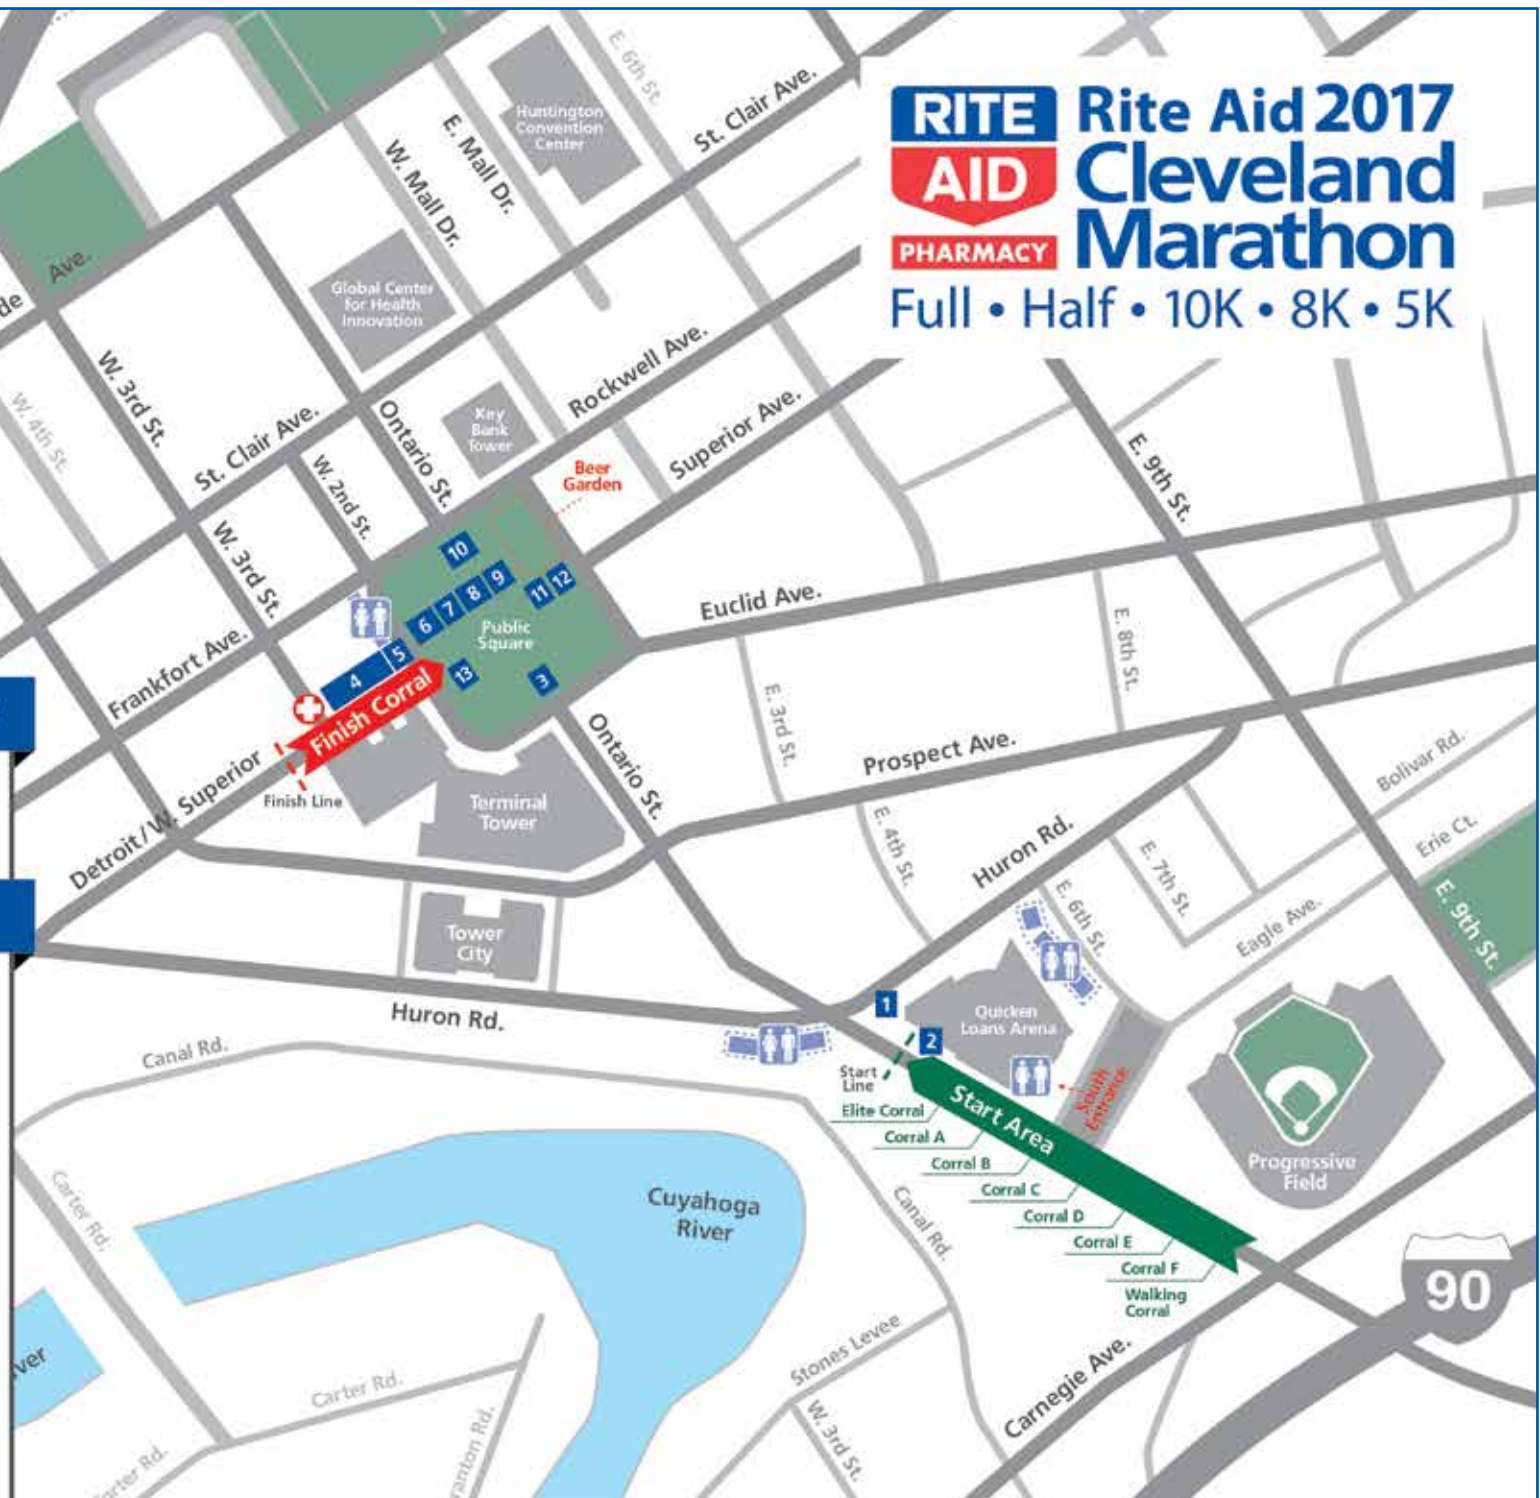 RITE
AID
PHARMACY
Rite Aid 2017
Cleveland
Marathon
Full • Half • 10K • 8K • 5K
E. 6th St.
Huntington
Convention
Center
St. Clair Ave.
E. Mall Dr.
W. Mall Dr.
Ave.
Global Center
for Health
Innovation
W. 3rd St.
W. 4th St.
St. Clair Ave.
Ontario St.
Key
Bank
Tower
Rockwell Ave.
Superior Ave.
E. 9th St.
W. 2nd St.
Beer
Garden
W. 3rd St.
10
9
8
7
6
11
12
Public
Square
5
4
13
3
Frankfort Ave.
Finish Corral
Finish Line
Detroit / W. Superior
Euclid Ave.
E. 8th St.
E. 3rd St.
Ontario St.
Prospect Ave.
Terminal
Tower
Bolivar Rd.
Erie Ct.
E. 4th St.
Huron Rd.
E. 7th St.
E. 6th St.
Eagle Ave.
E. 9th St.
Tower
City
Huron Rd.
1
2
Quicken
Loans Arena
Canal Rd.
Start
Line
South
Entrance
Start Area
Elite Corral
Corral A
Corral B
Corral C
Corral D
Corral E
Corral F
Walking
Corral
Progressive
Field
Carter Rd.
Cuyahoga
River
Canal Rd.
90
Stones Levee
Carnegie Ave.
Carter Rd.
W. 3rd St.